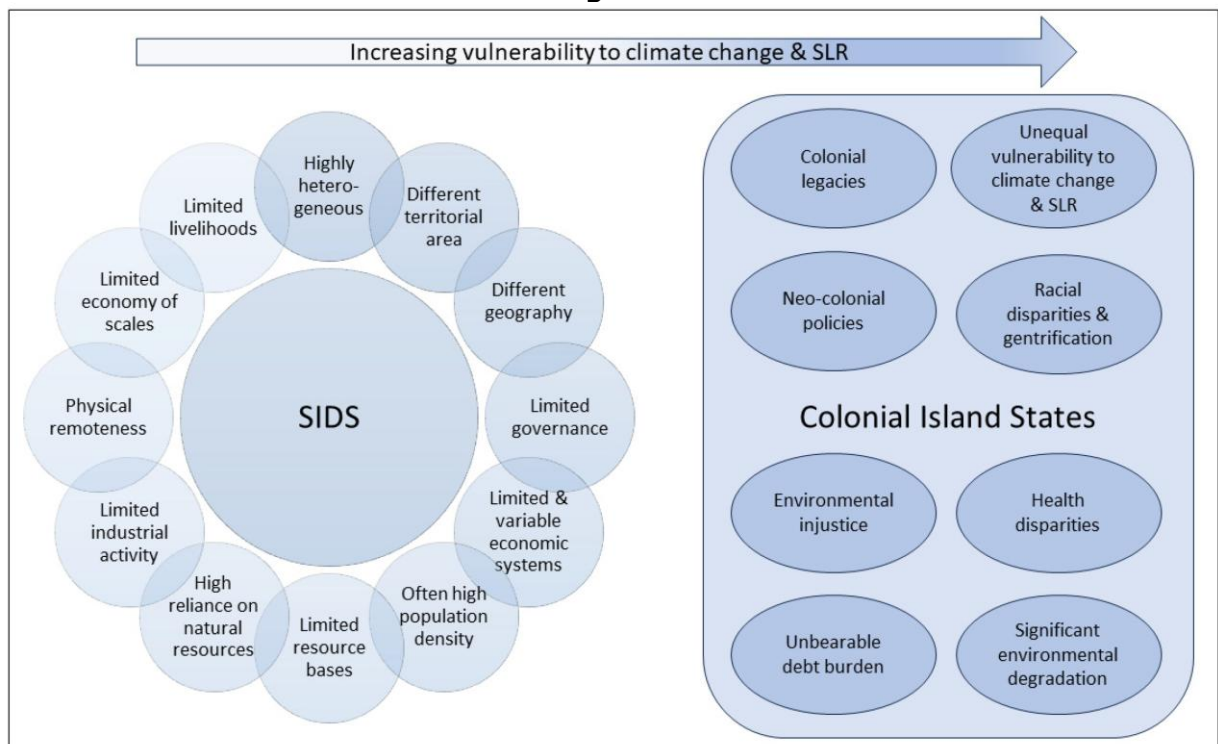 Increasing vulnerability to climate change & SLR
Highly
hetero-
geneous
Different
territorial
area
Different
geography
Limited
governance
Limited &
variable
economic
systems
Often high
population
density
Limited
resource
bases
High
reliance on
natural
resources
Limited
industrial
activity
Physical
remoteness
Limited
economy of
scales
Limited
livelihoods
SIDS
Colonial
legacies
Unequal
vulnerability to
climate change
& SLR
Neo-colonial
policies
Racial
disparities &
gentrification
Colonial Island States
Environmental
injustice
Health
disparities
Unbearable
debt burden
Significant
environmental
degradation